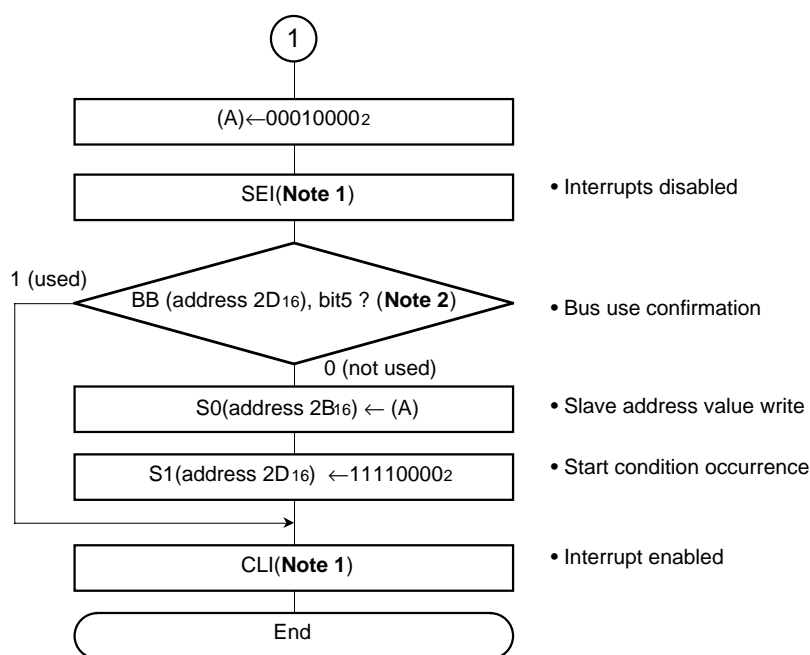 1
(A)←00010000₂
SEI(Note 1)
• Interrupts disabled
1 (used)
BB (address 2D₁₆), bit5 ? (Note 2)
• Bus use confirmation
0 (not used)
S0(address 2B₁₆) ← (A)
• Slave address value write
S1(address 2D₁₆) ←11110000₂
• Start condition occurrence
CLI(Note 1)
• Interrupt enabled
End